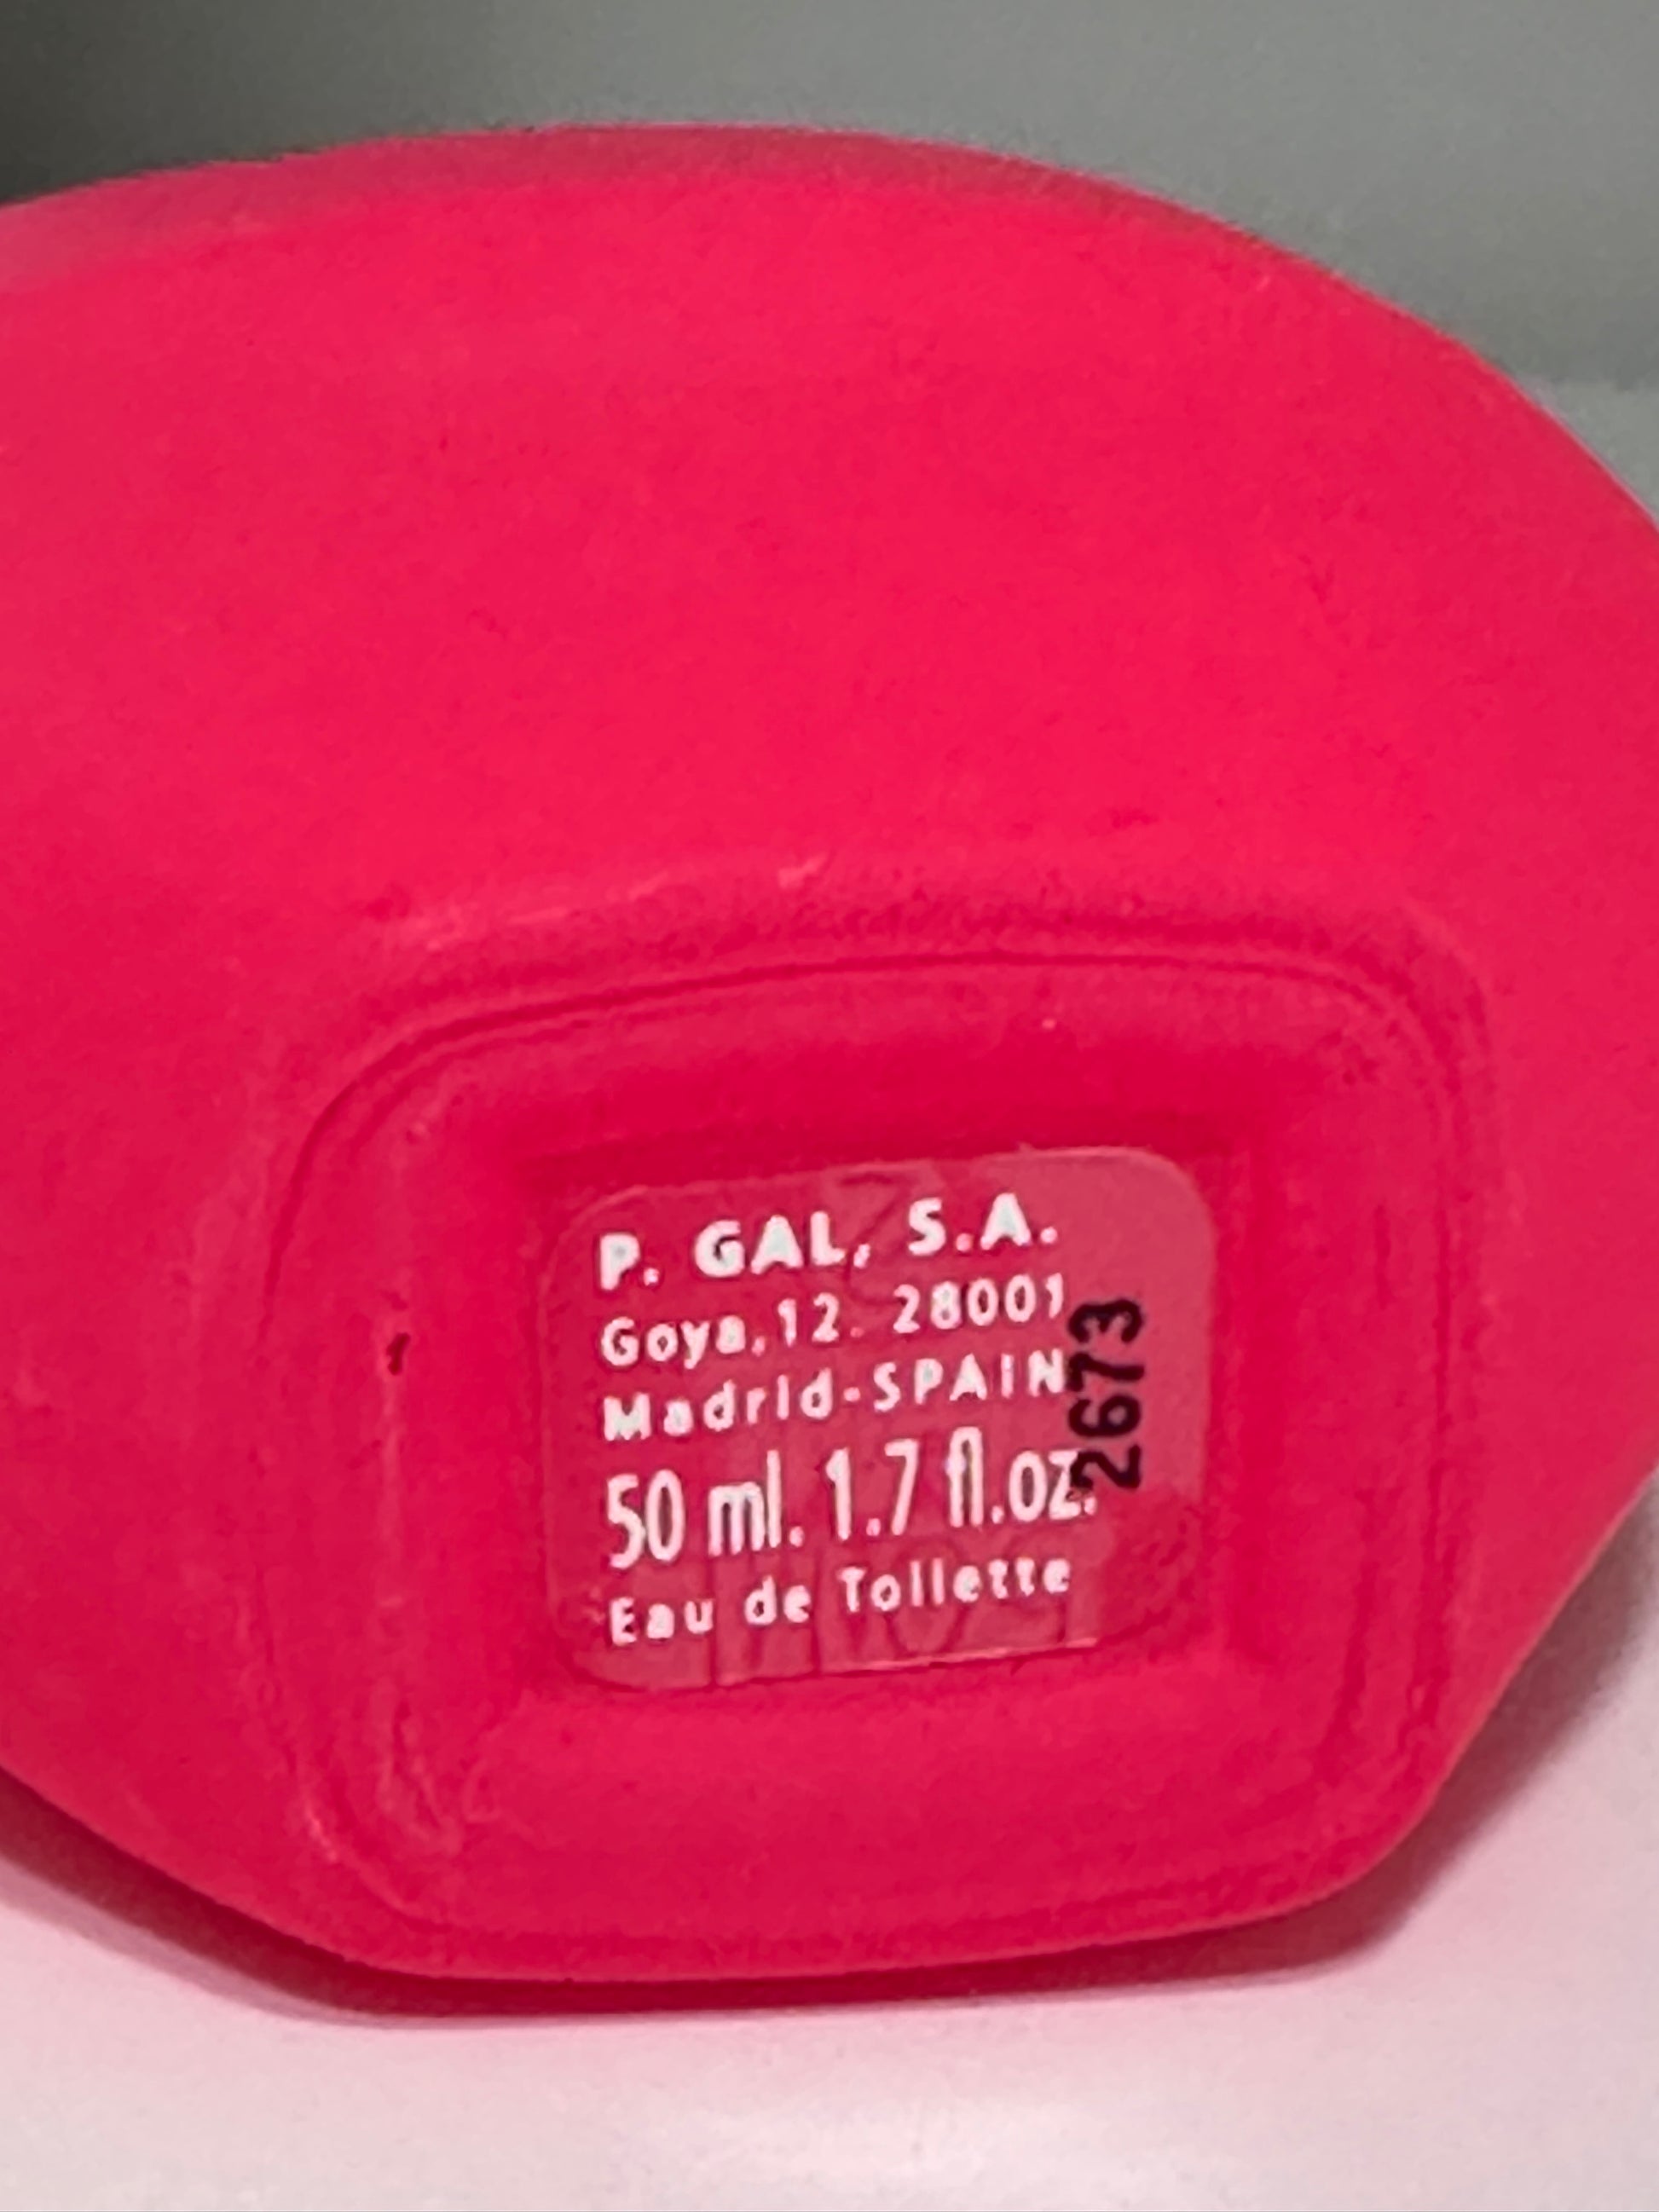 P. GAL, S.A.
Goya,12. 28001
Madrid-SPAIN
50 ml. 1.7 fl.oz.
Eau de Toilette
2673